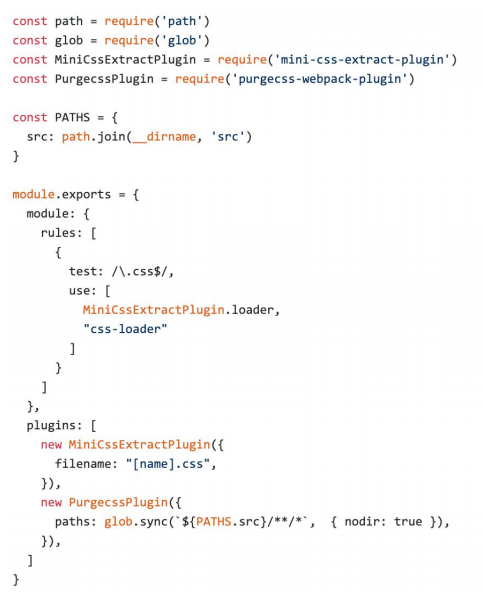 const path = require('path')
const glob = require('glob')
const MiniCssExtractPlugin = require('mini-css-extract-plugin')
const PurgecssPlugin = require('purgecss-webpack-plugin')

const PATHS = {
  src: path.join(__dirname, 'src')
}

module.exports = {
  module: {
    rules: [
      {
        test: /\.css$/,
        use: [
          MiniCssExtractPlugin.loader,
          "css-loader"
        ]
      }
    ]
  },
  plugins: [
    new MiniCssExtractPlugin({
      filename: "[name].css",
    }),
    new PurgecssPlugin({
      paths: glob.sync(`${PATHS.src}/**/*`,  { nodir: true }),
    }),
  ]
}